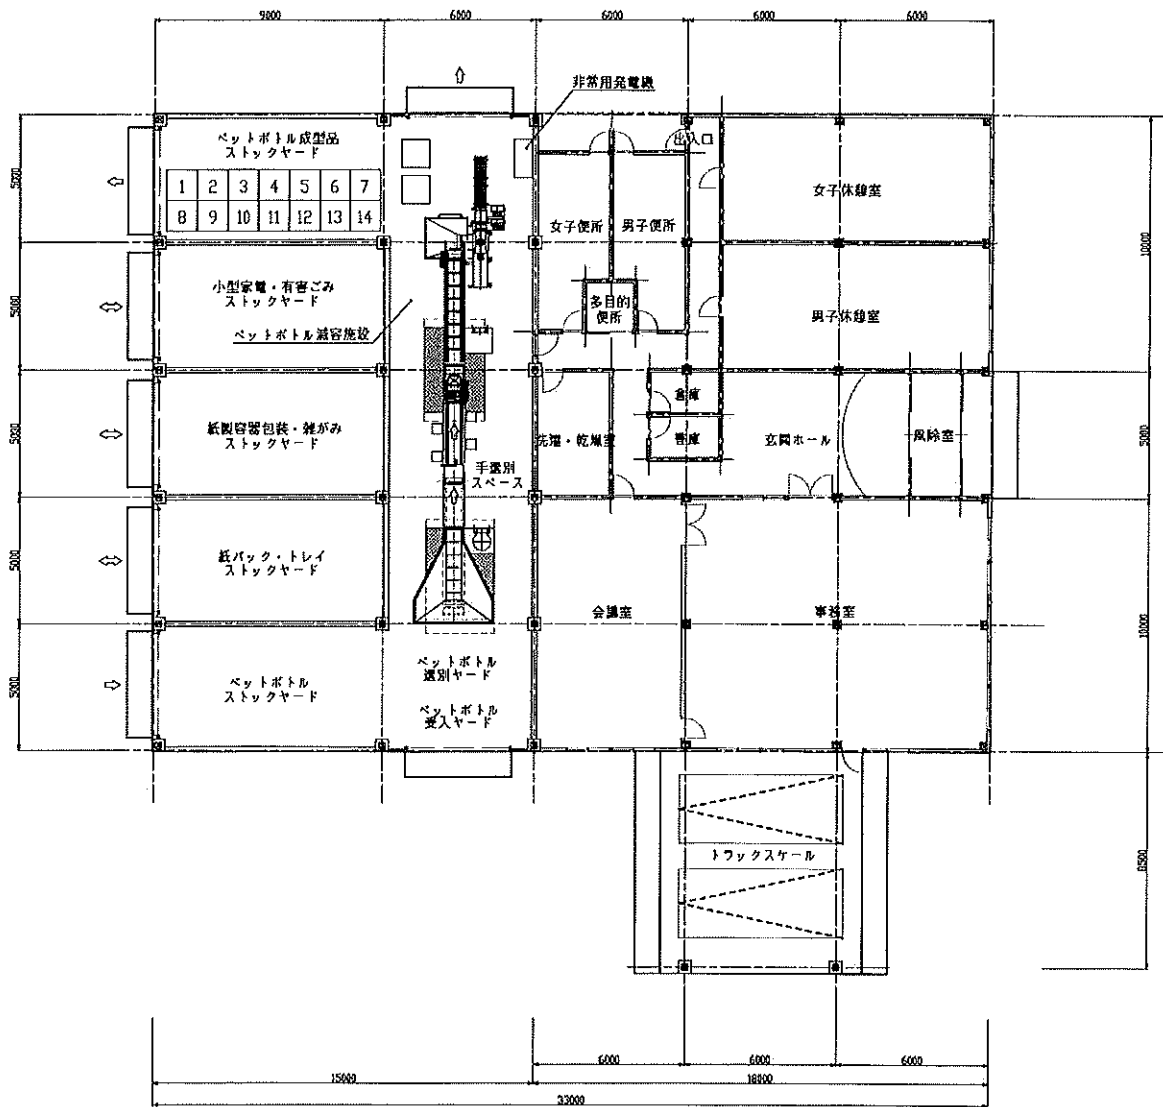 9000
6000
6000
6000
6000
非常用発電機
出入口
ペットボトル成型品
ストックヤード
1 2 3 4 5 6 7
8 9 10 11 12 13 14
女子休憩室
女子便所
男子便所
5000
10000
小型家電・有害ごみ
ストックヤード
多目的
便所
男子休憩室
ペットボトル減容施設
5000
倉庫
紙製容器包装・雑がみ
ストックヤード
洗濯・乾燥室
書庫
玄関ホール
風除室
5000
5000
手選別
スペース
紙パック・トレイ
ストックヤード
5000
会議室
事務室
10000
ペットボトル
選別ヤード
ペットボトル
ストックヤード
5000
ペットボトル
受入ヤード
トラックスケール
8500
6000
6000
6000
15000
18000
33000